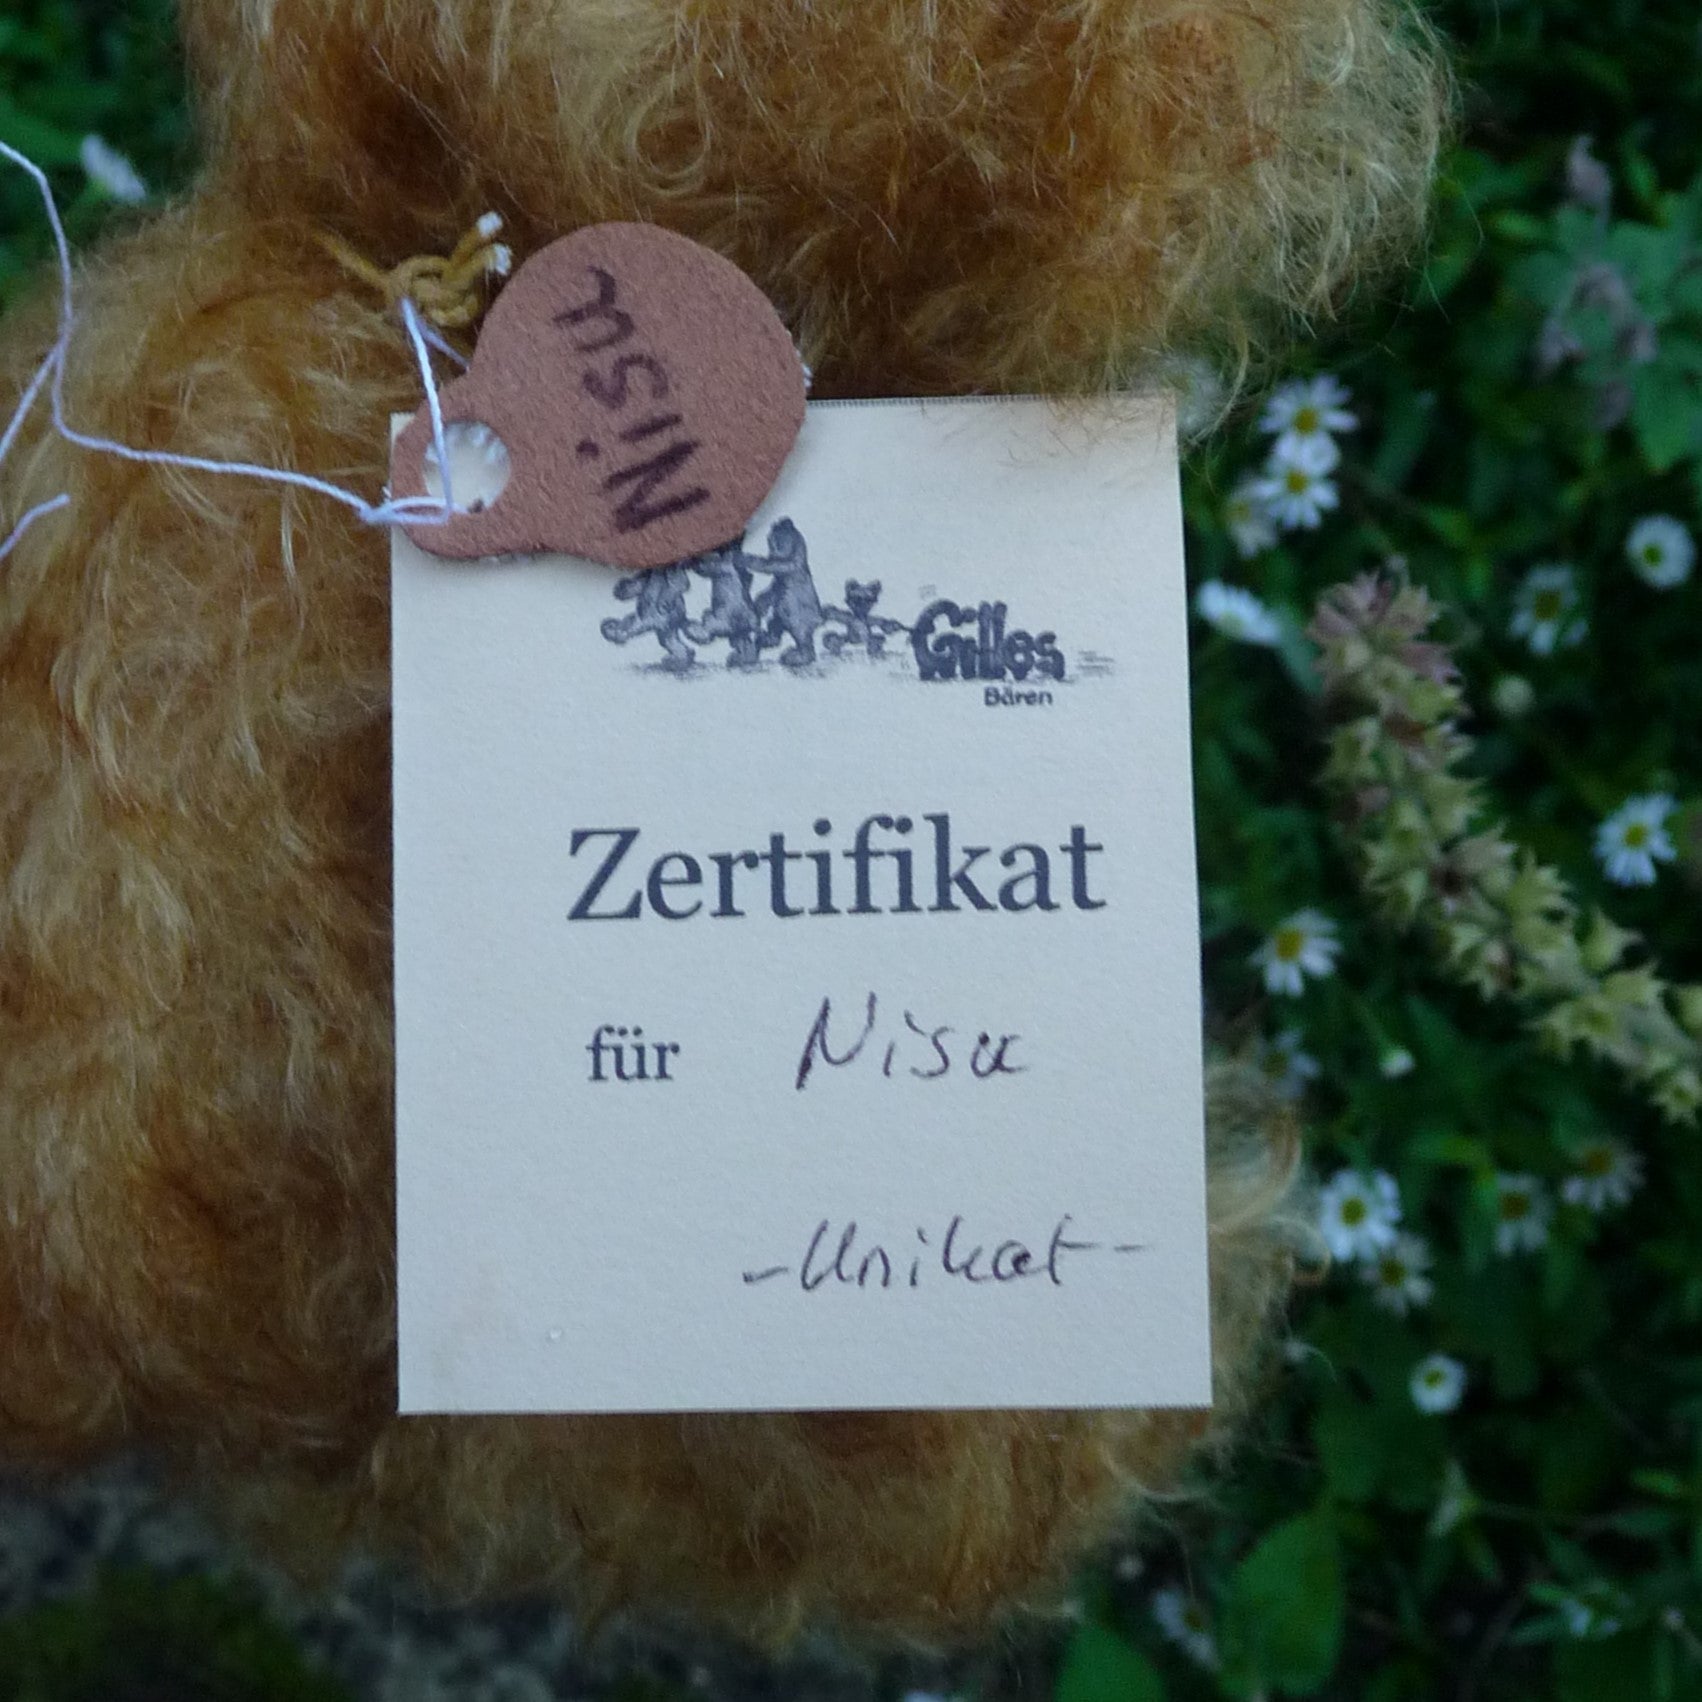 Nisu
Gilles
Bären
Zertifikat
für Nisu
-Unikat-